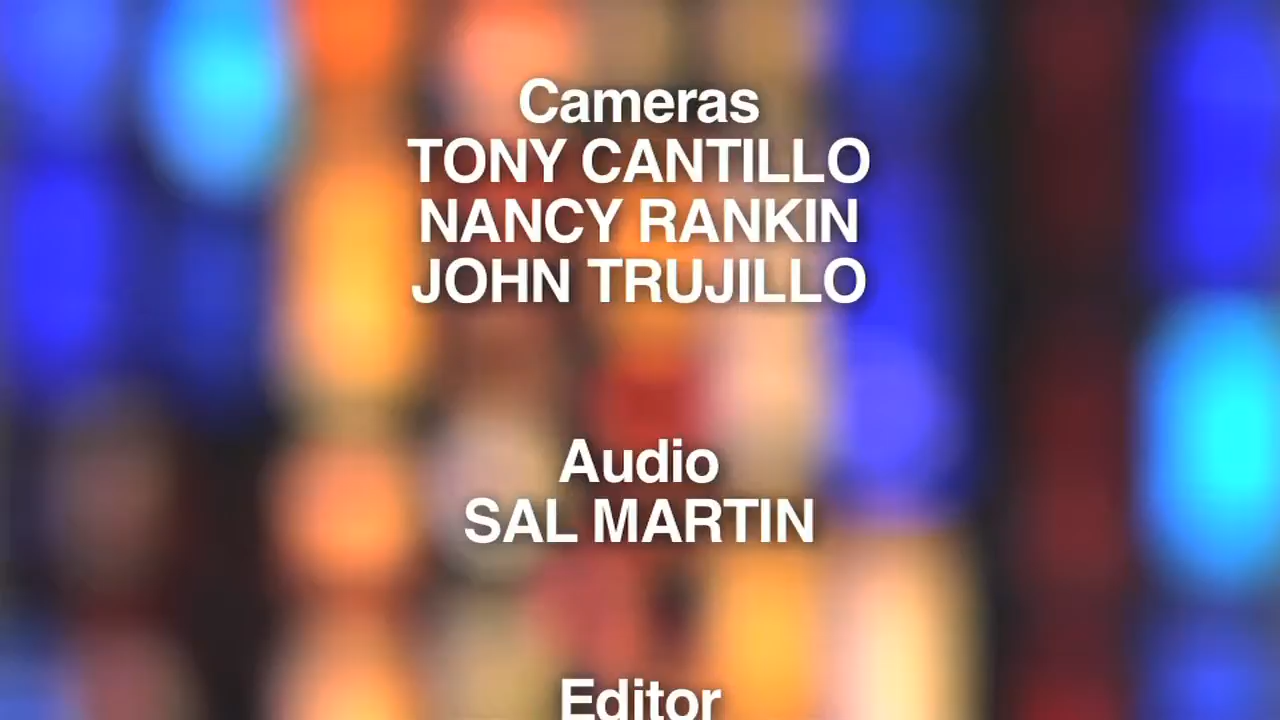 Cameras
TONY CANTILLO
NANCY RANKIN
JOHN TRUJILLO
Audio
SAL MARTIN
Editor